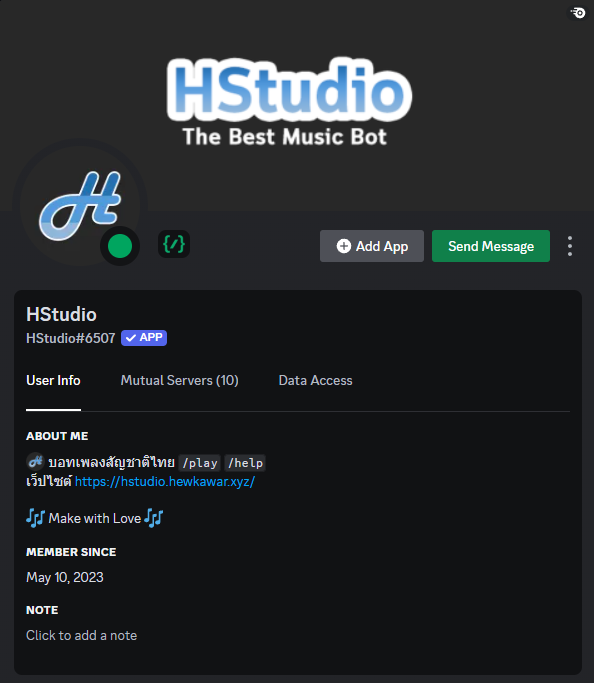 HStudio
The Best Music Bot
Add App
Send Message
HStudio
HStudio#6507 APP
User Info Mutual Servers (10) Data Access
ABOUT ME
บอทเพลงสัญชาติไทย /play /help
เว็ปไซต์ https://hstudio.hewkawar.xyz/
Make with Love
MEMBER SINCE
May 10, 2023
NOTE
Click to add a note